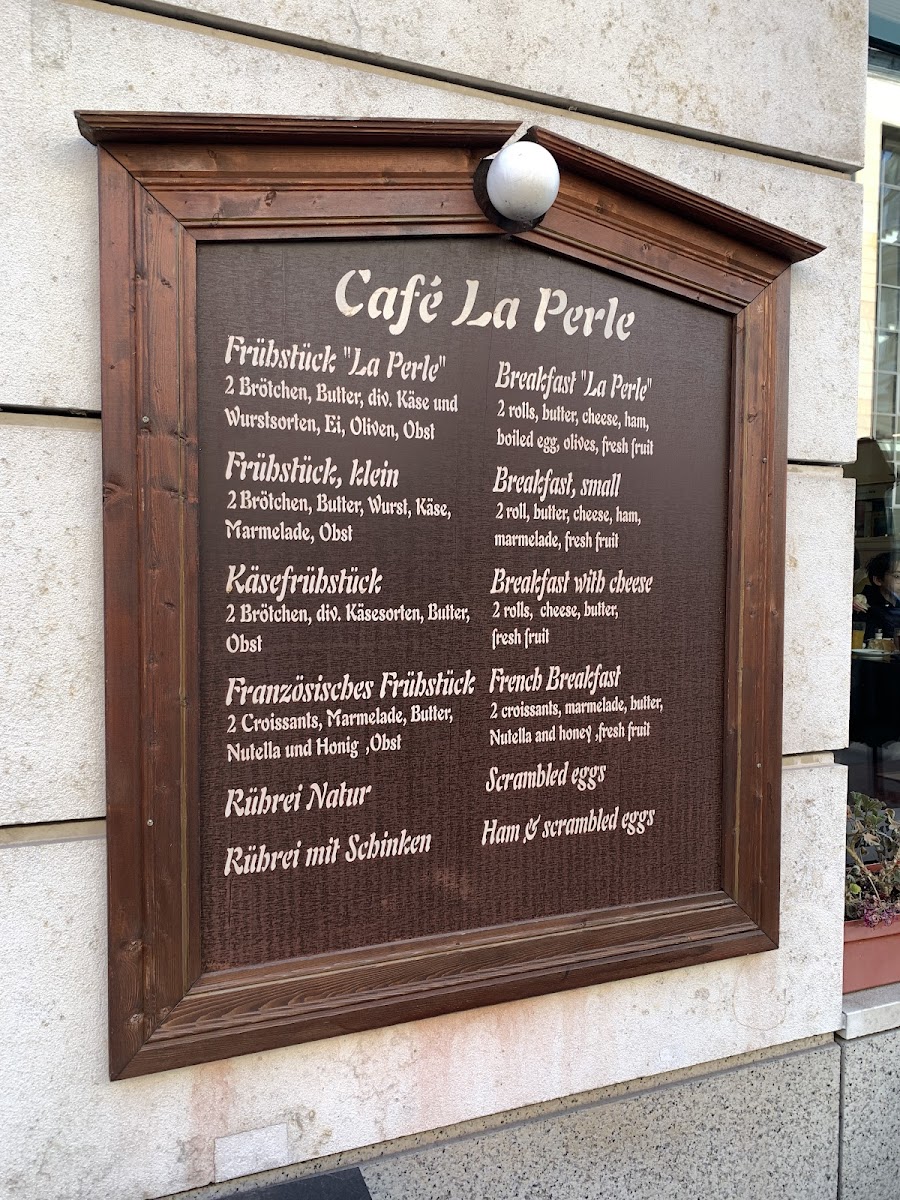 Café La Perle
Frühstück "La Perle"
2 Brötchen, Butter, div. Käse und
Wurstsorten, Ei, Oliven, Obst
Frühstück, klein
2 Brötchen, Butter, Wurst, Käse,
Marmelade, Obst
Käsefrühstück
2 Brötchen, div. Käsesorten, Butter,
Obst
Französisches Frühstück
2 Croissants, Marmelade, Butter,
Nutella und Honig ,Obst
Rührei Natur
Rührei mit Schinken
Breakfast "La Perle"
2 rolls, butter, cheese, ham,
boiled egg, olives, fresh fruit
Breakfast, small
2 roll, butter, cheese, ham,
marmelade, fresh fruit
Breakfast with cheese
2 rolls, cheese, butter,
fresh fruit
French Breakfast
2 croissants, marmelade, butter,
Nutella and honey ,fresh fruit
Scrambled eggs
Ham & scrambled eggs